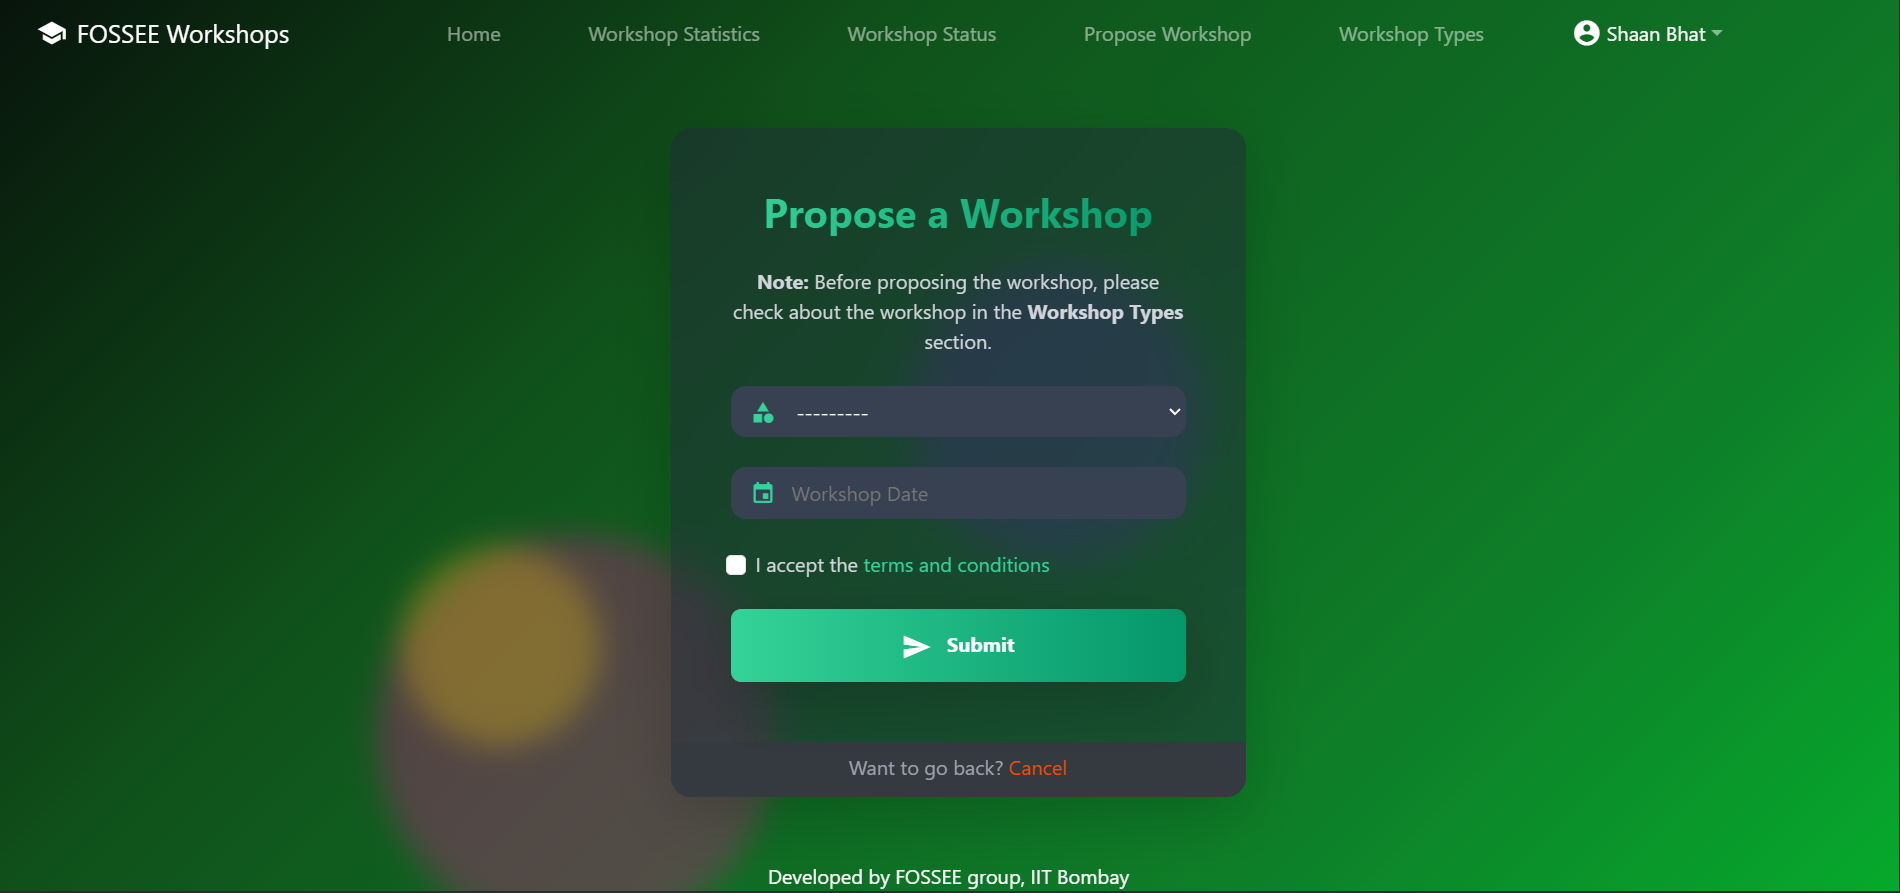 FOSSEE Workshops
Home
Workshop Statistics
Workshop Status
Propose Workshop
Workshop Types
Shaan Bhat
Propose a Workshop
Note: Before proposing the workshop, please
check about the workshop in the Workshop Types
section.
---------
Workshop Date
I accept the terms and conditions
Submit
Want to go back? Cancel
Developed by FOSSEE group, IIT Bombay